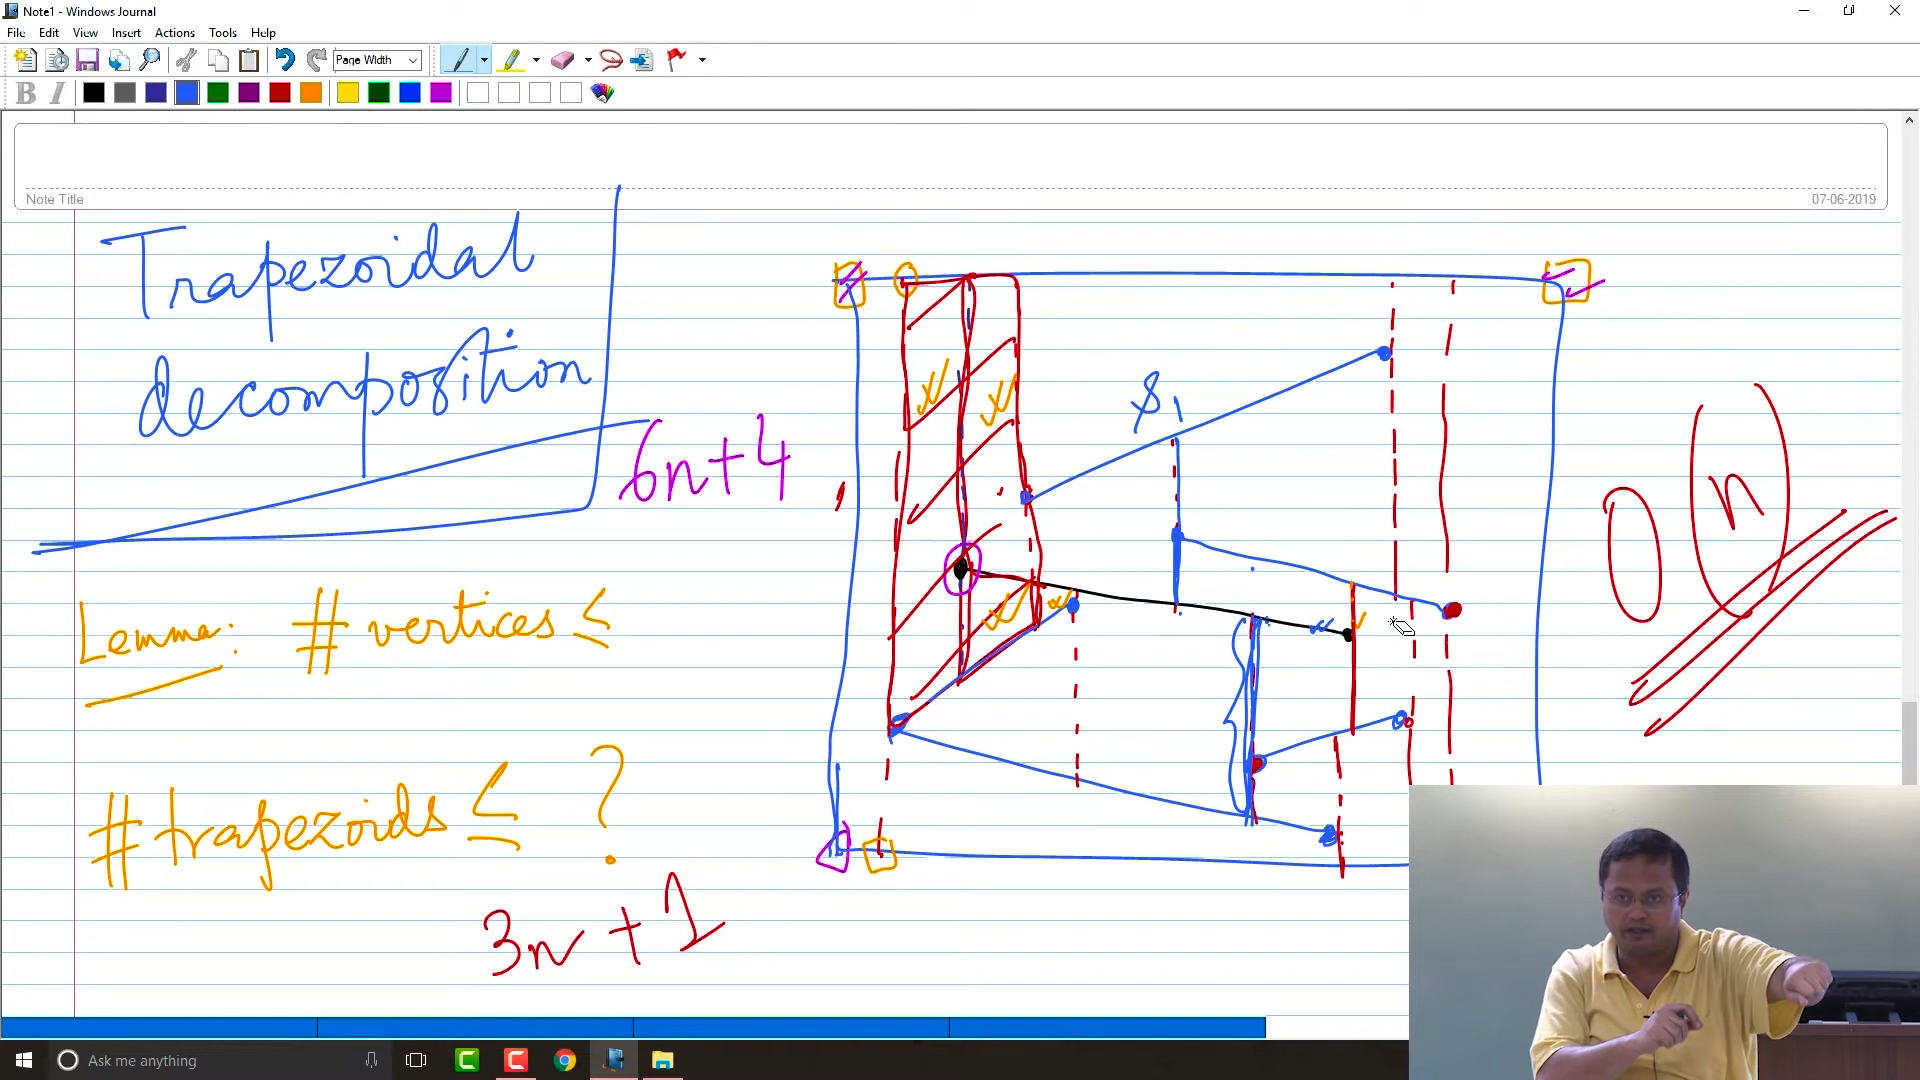 Note1 - Windows Journal
File Edit View Insert Actions Tools Help
Page Width
B I
Note Title
07-06-2019
Trapezoidal
decomposition
6n+4
Lemma: # vertices ≤
# trapezoids ≤ ?
3n + 1
S1
O(n)
Ask me anything